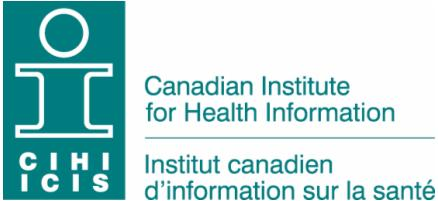 CIHI
ICIS
Canadian Institute
for Health Information
Institut canadien
d'information sur la santé